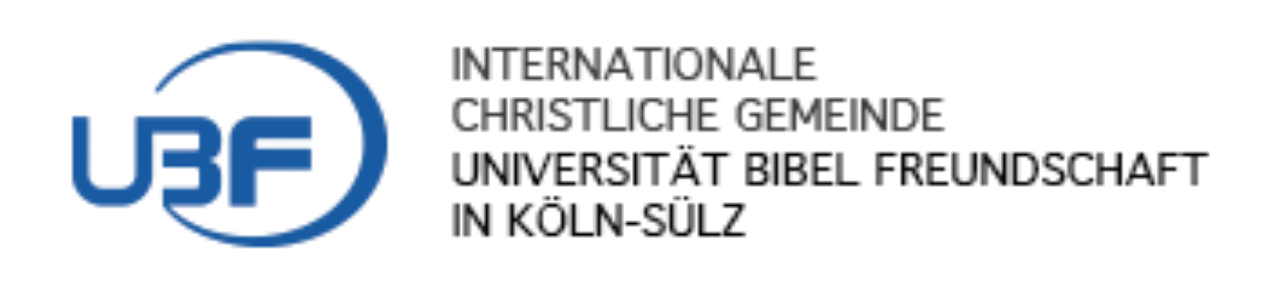 UBF
INTERNATIONALE
CHRISTLICHE GEMEINDE
UNIVERSITÄT BIBEL FREUNDSCHAFT
IN KÖLN-SÜLZ